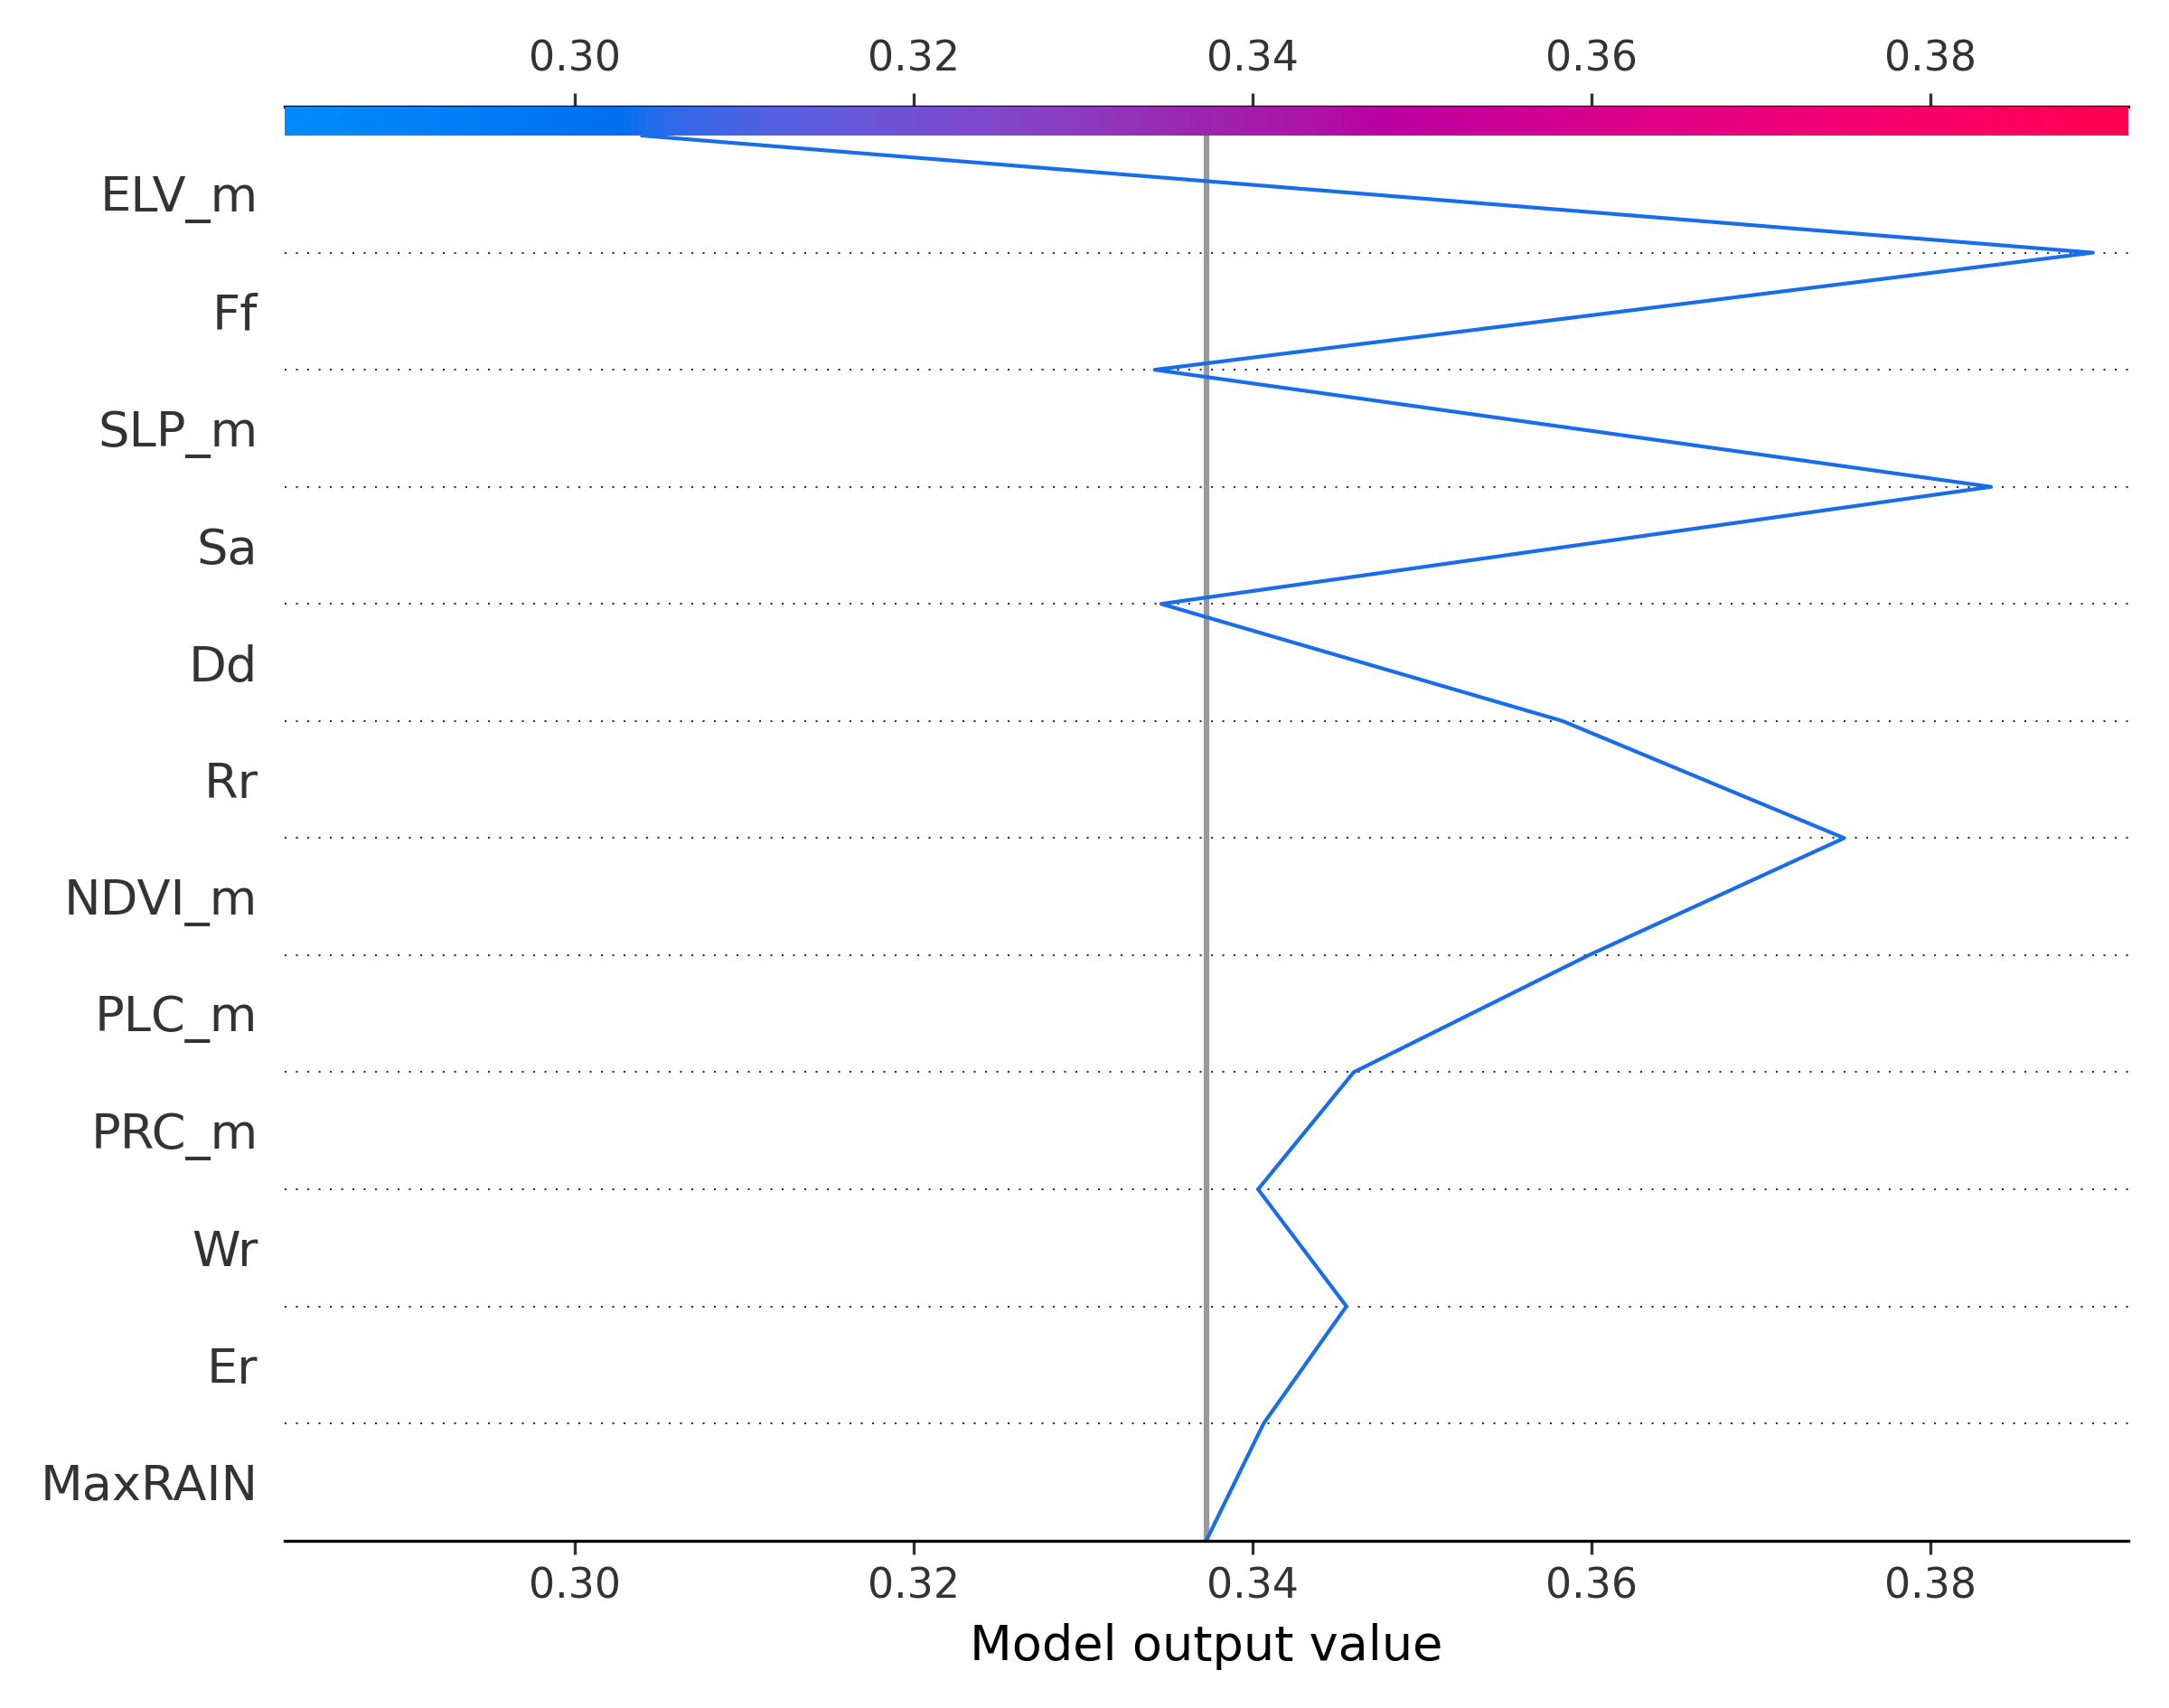 0.30 0.32 0.34 0.36 0.38
ELV_m
Ff
SLP_m
Sa
Dd
Rr
NDVI_m
PLC_m
PRC_m
Wr
Er
MaxRAIN
0.30 0.32 0.34 0.36 0.38
Model output value